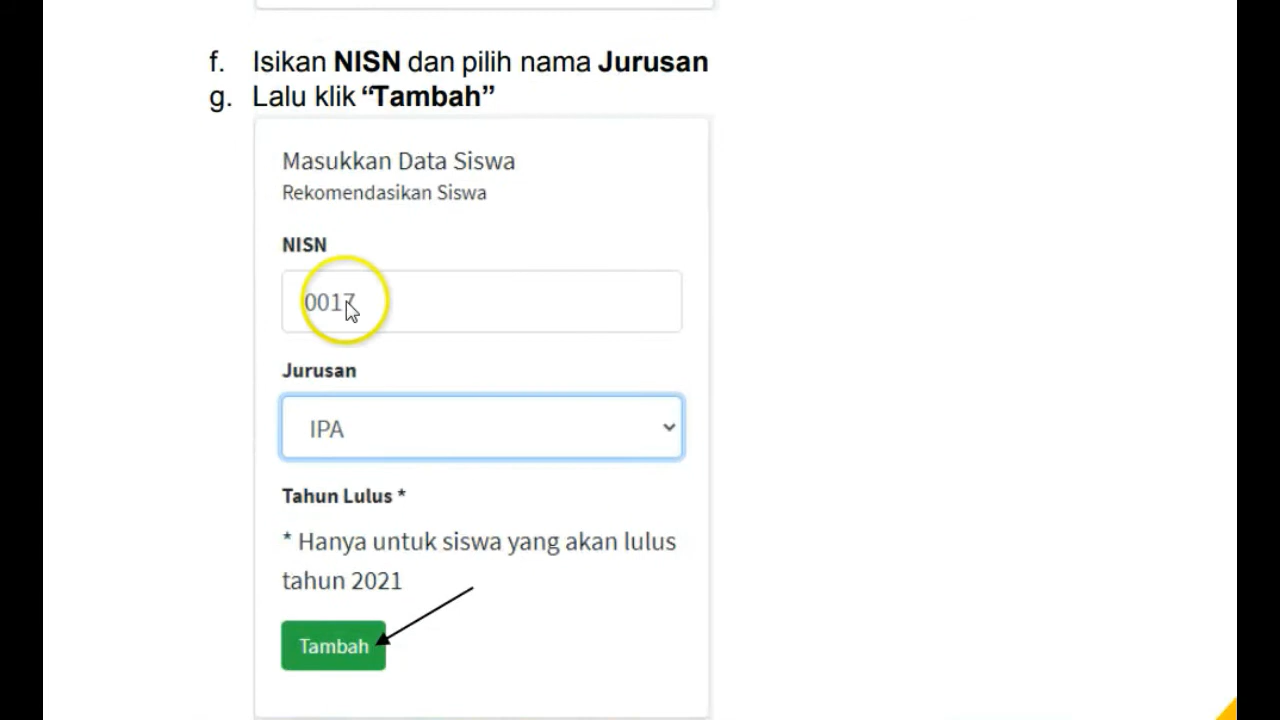 f. Isikan NISN dan pilih nama Jurusan
g. Lalu klik “Tambah”
Masukkan Data Siswa
Rekomendasikan Siswa
NISN
0017
Jurusan
IPA
Tahun Lulus *
* Hanya untuk siswa yang akan lulus
tahun 2021
Tambah